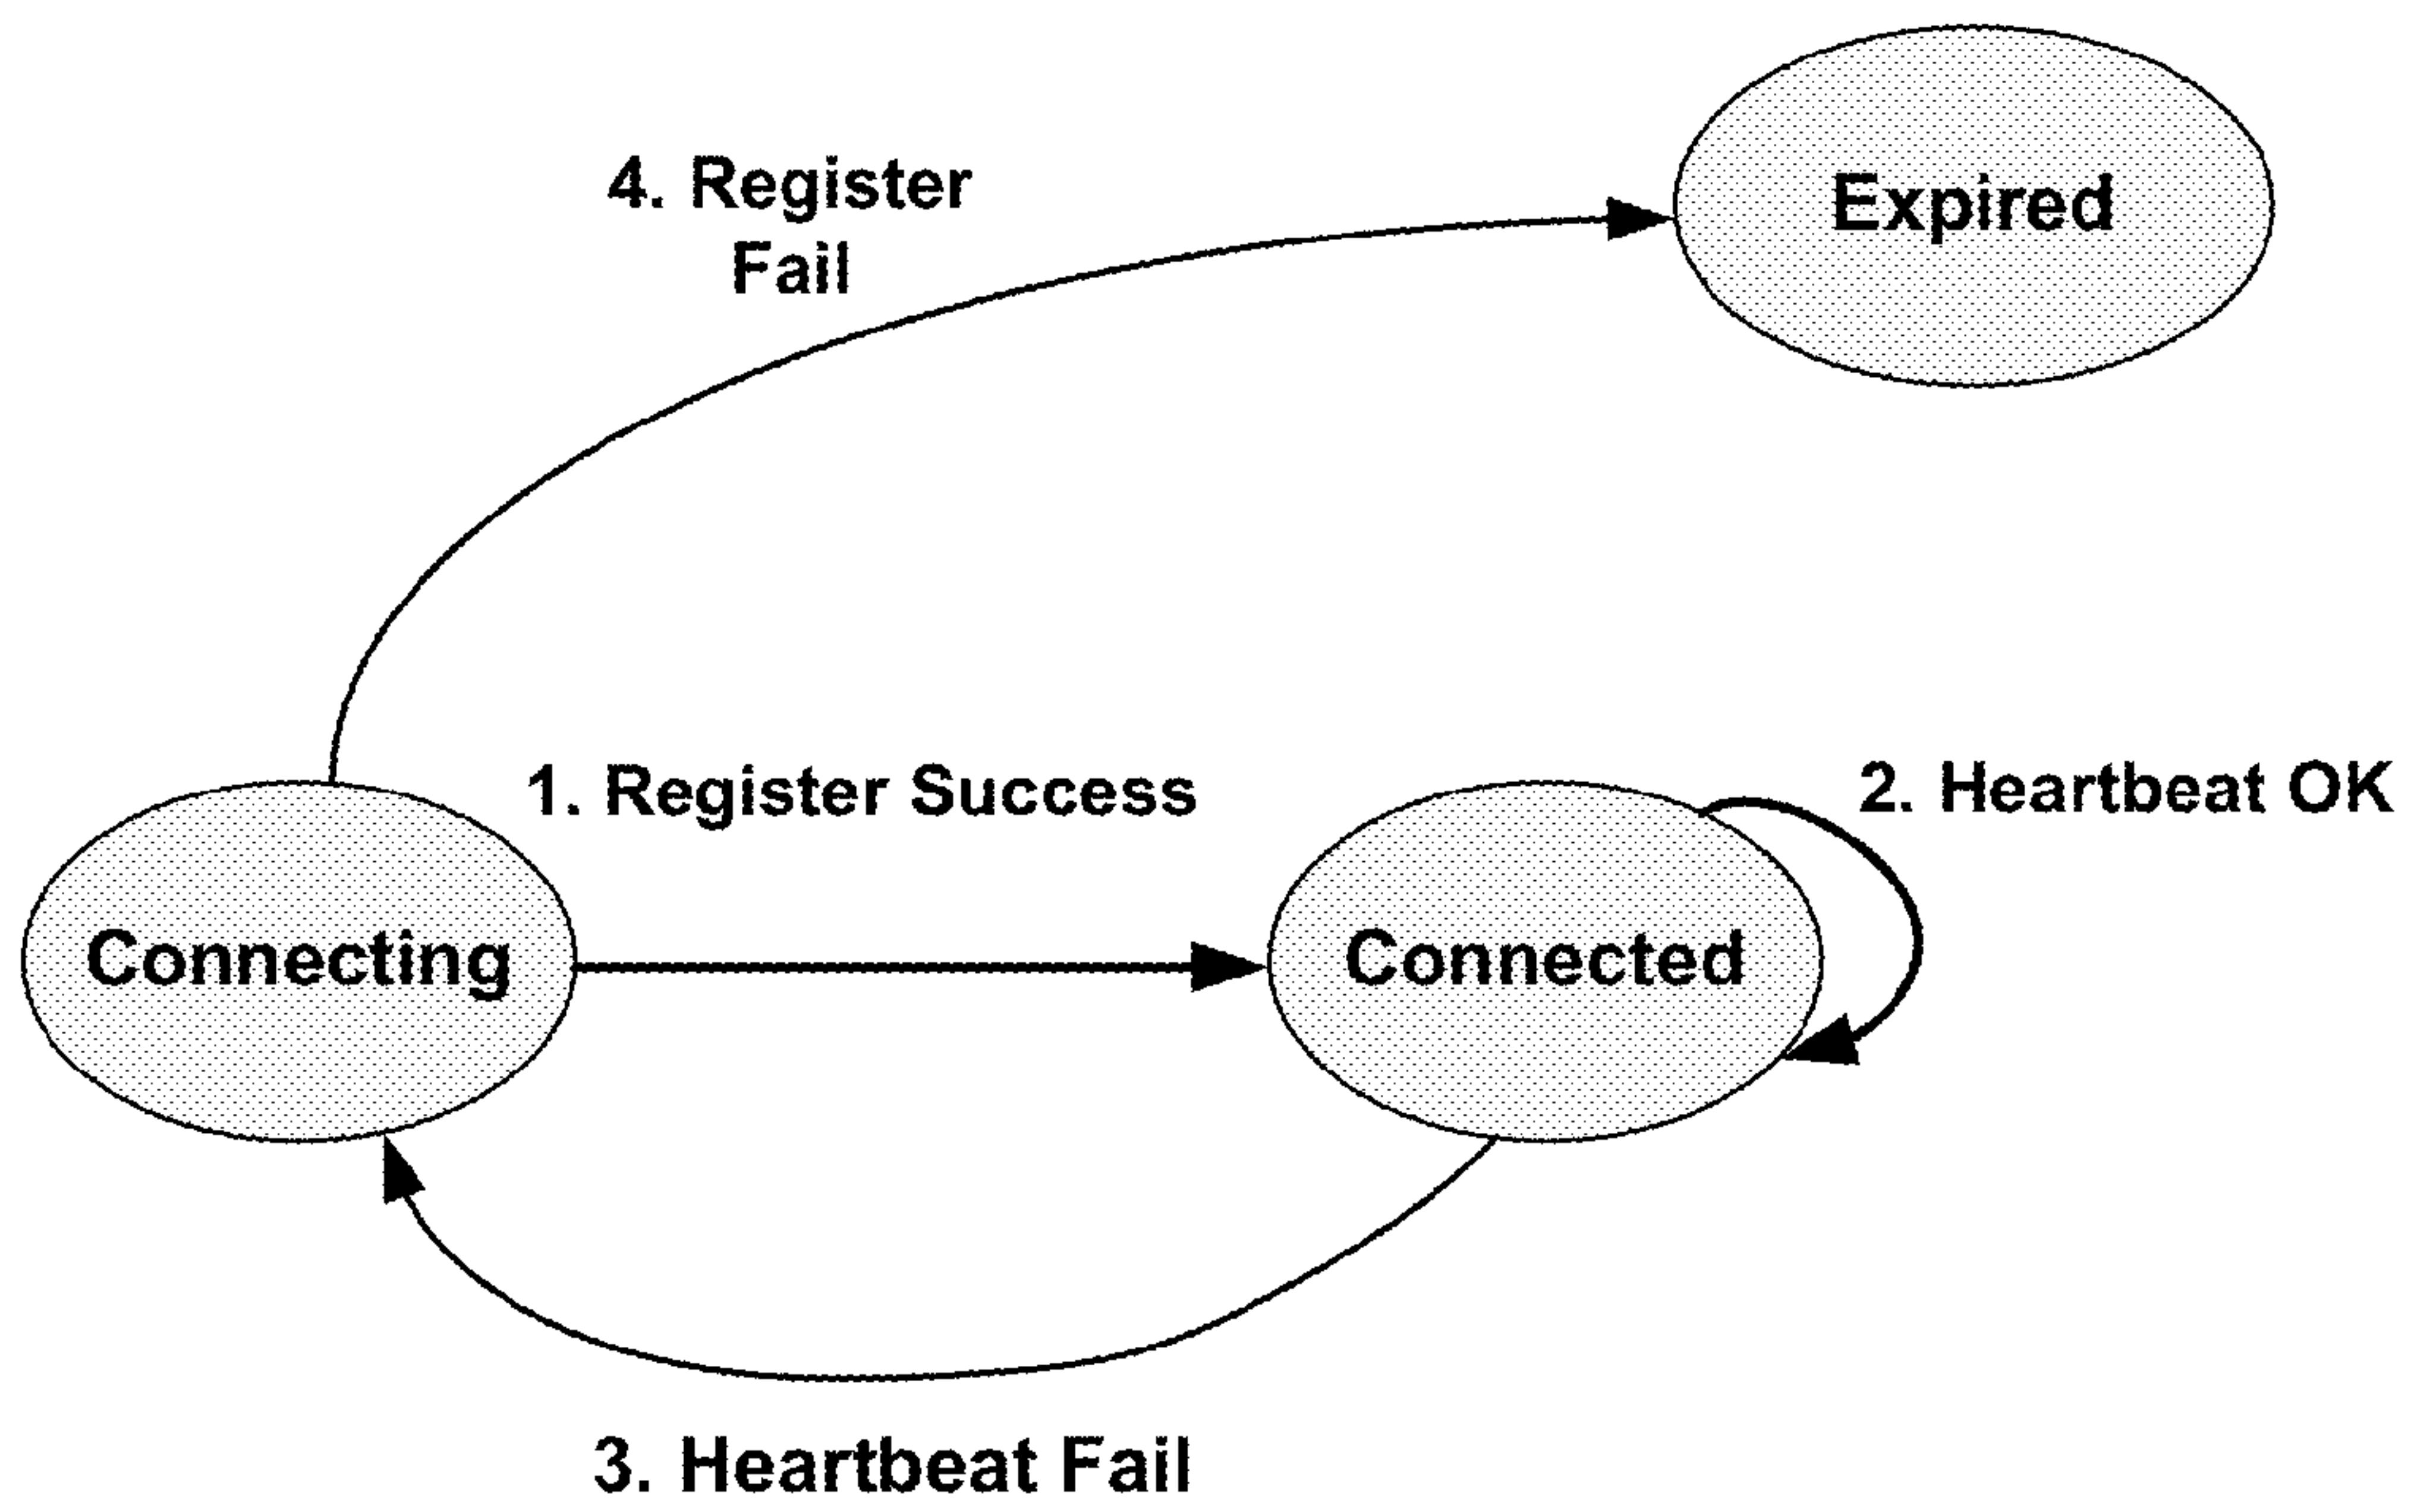 4. Register
Fail
Expired
1. Register Success
2. Heartbeat OK
Connecting
Connected
3. Heartbeat Fail